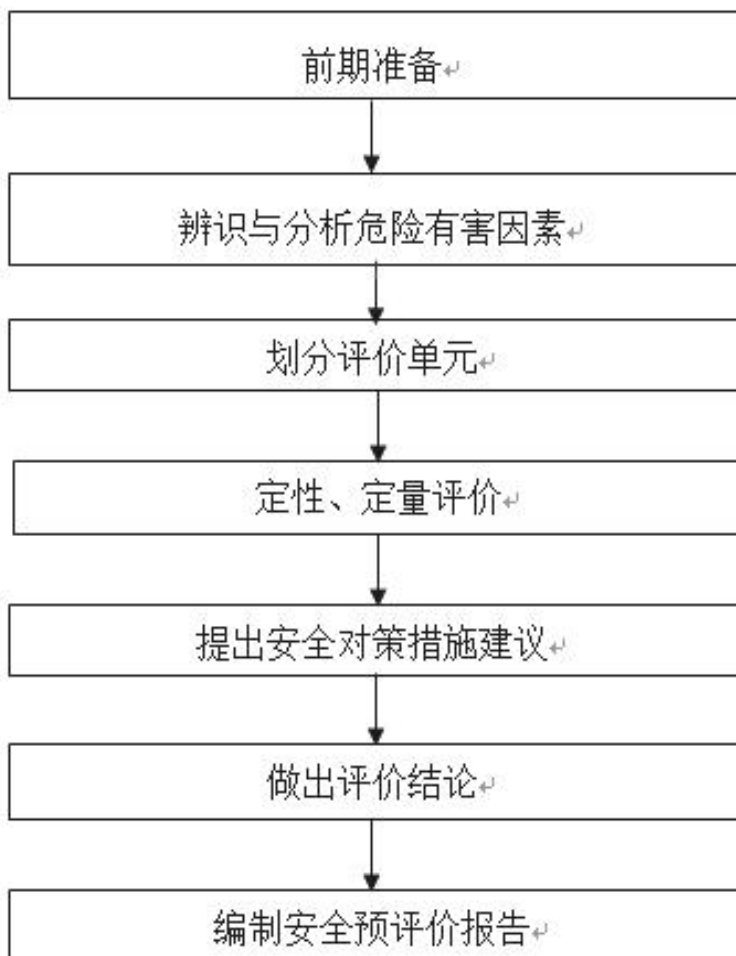 前期准备
辨识与分析危险有害因素
划分评价单元
定性、定量评价
提出安全对策措施建议
做出评价结论
编制安全预评价报告